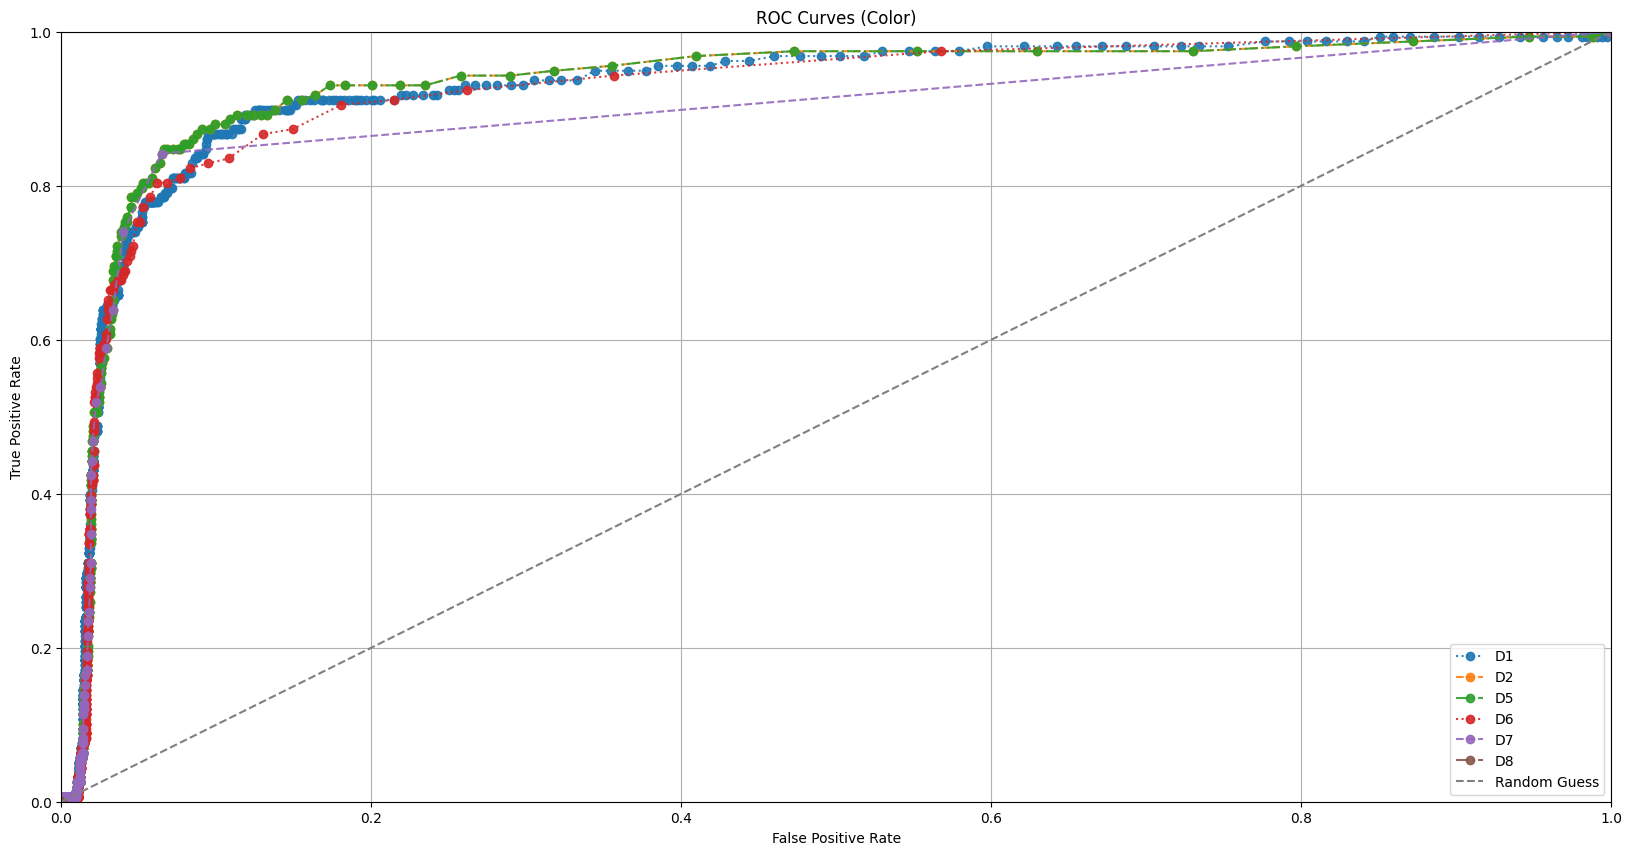 ROC Curves (Color)
True Positive Rate
1.0
0.8
0.6
0.4
0.2
0.0
0.0 0.2 0.4 0.6 0.8 1.0
False Positive Rate
D1
D2
D5
D6
D7
D8
Random Guess